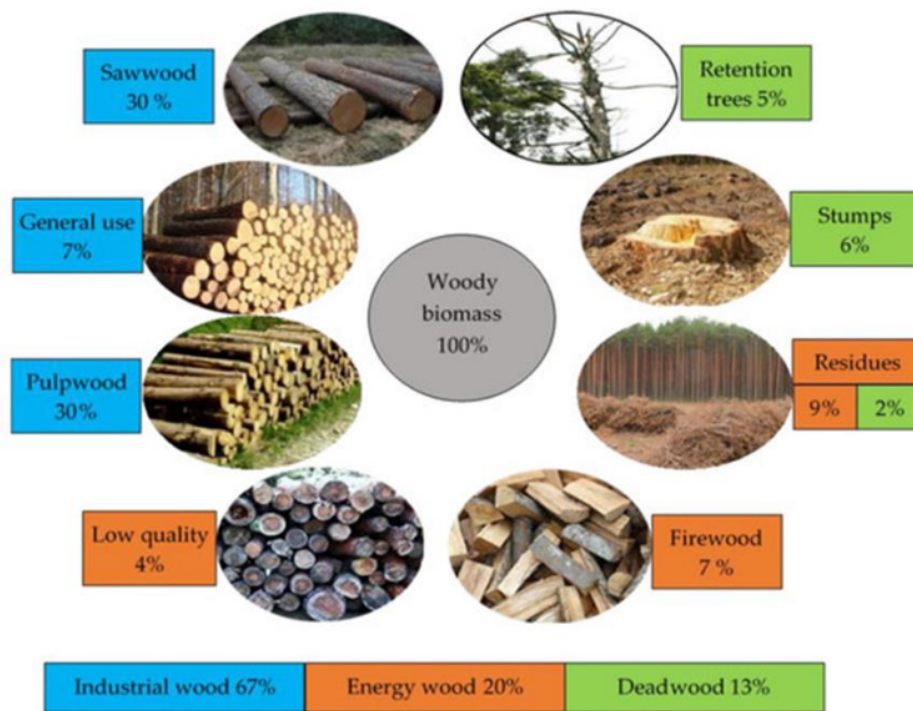 Sawwood
30 %
Retention
trees 5%
General use
7%
Stumps
6%
Woody
biomass
100%
Pulpwood
30%
Residues
9%
2%
Low quality
4%
Firewood
7 %
Industrial wood 67%
Energy wood 20%
Deadwood 13%